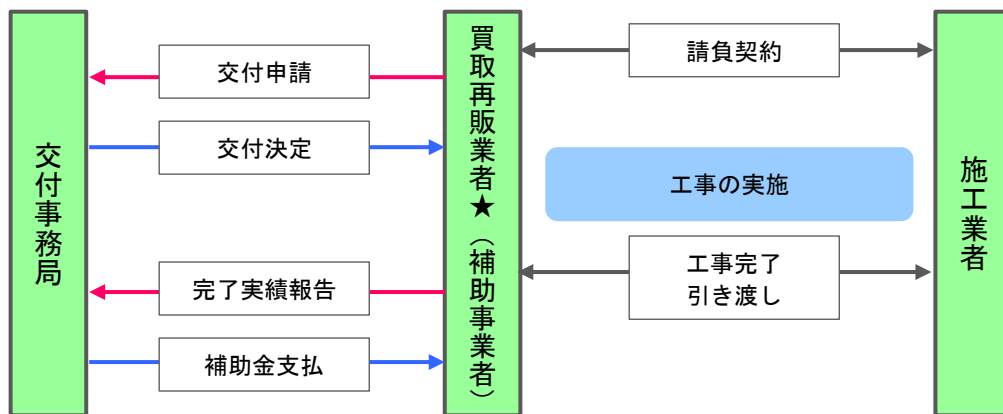 交付事務局
交付申請
交付決定
完了実績報告
補助金支払
買取再販業者★（補助事業者）
請負契約
工事の実施
工事完了
引き渡し
施工業者